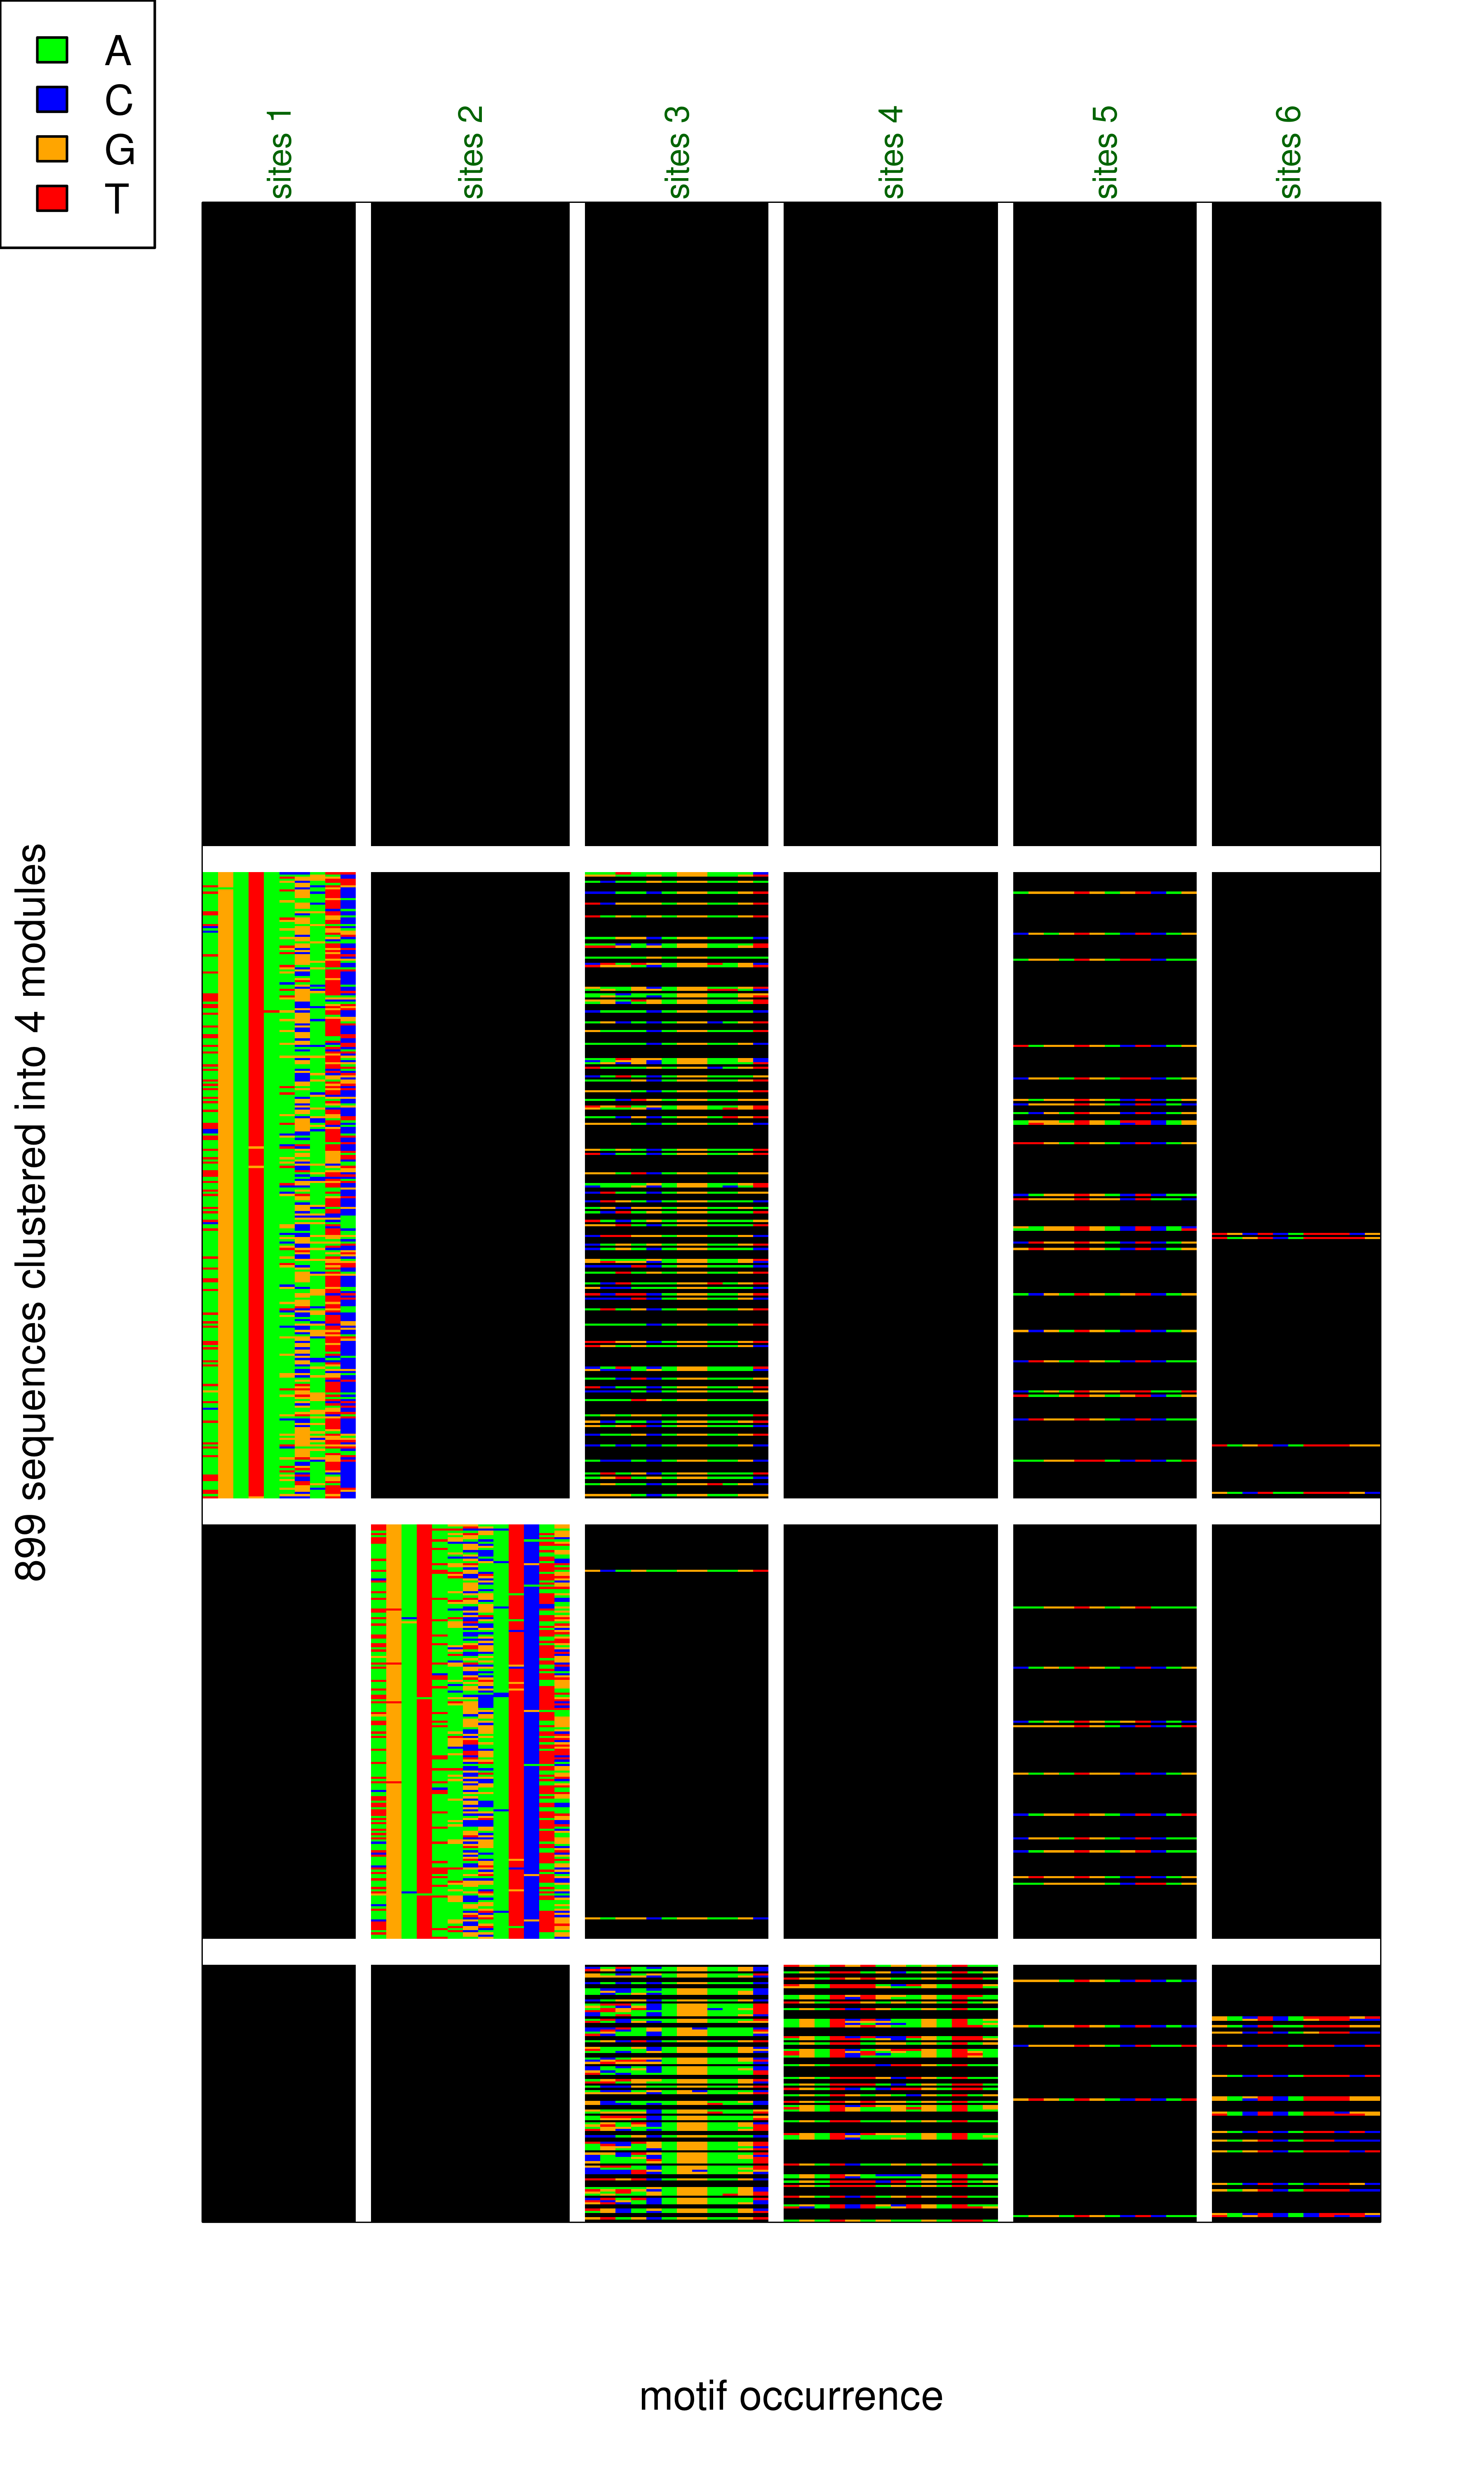 A
C
G
T
sites 1
sites 2
sites 3
sites 4
sites 5
sites 6
899 sequences clusterred into 4 modules
motif occurrence